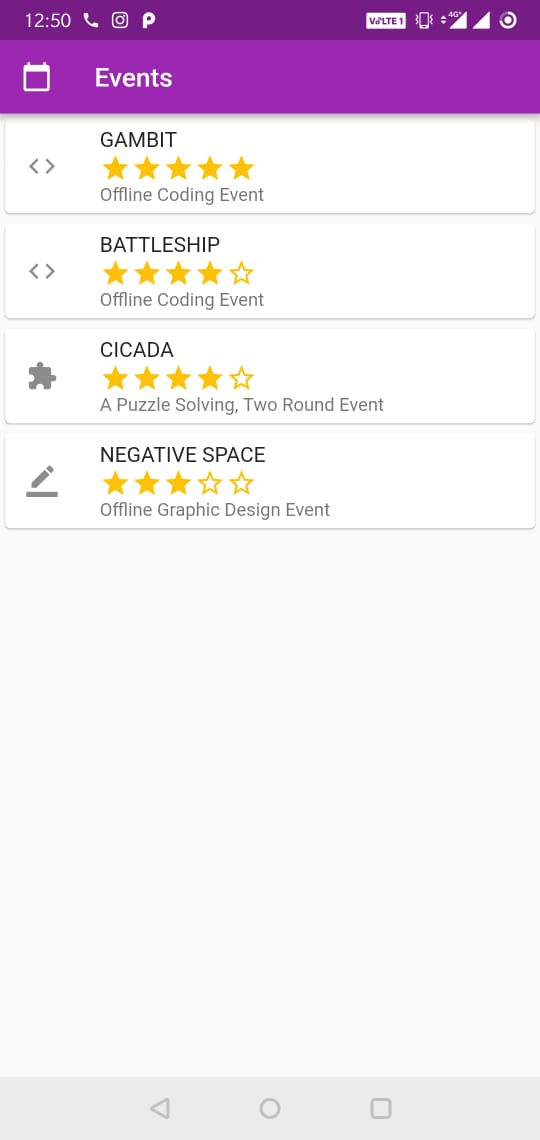 12:50
VoLTE 1
4G+
Events
GAMBIT
Offline Coding Event
BATTLESHIP
Offline Coding Event
CICADA
A Puzzle Solving, Two Round Event
NEGATIVE SPACE
Offline Graphic Design Event